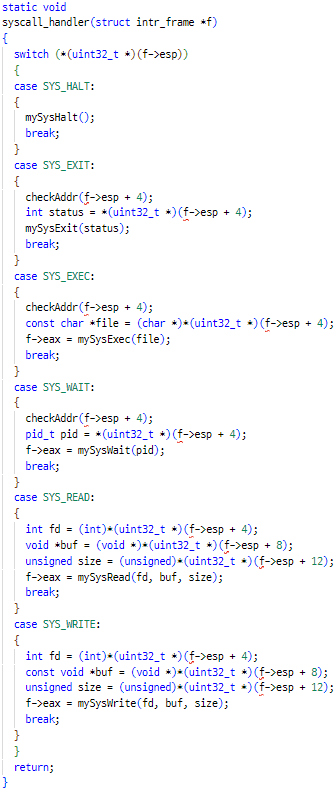 static void
syscall_handler(struct intr_frame *f)
{
  switch (*(uint32_t *)(f->esp))
  {
  case SYS_HALT:
  {
    mySysHalt();
    break;
  }
  case SYS_EXIT:
  {
    checkAddr(f->esp + 4);
    int status = *(uint32_t *)(f->esp + 4);
    mySysExit(status);
    break;
  }
  case SYS_EXEC:
  {
    checkAddr(f->esp + 4);
    const char *file = (char *)*(uint32_t *)(f->esp + 4);
    f->eax = mySysExec(file);
    break;
  }
  case SYS_WAIT:
  {
    checkAddr(f->esp + 4);
    pid_t pid = *(uint32_t *)(f->esp + 4);
    f->eax = mySysWait(pid);
    break;
  }
  case SYS_READ:
  {
    int fd = (int)*(uint32_t *)(f->esp + 4);
    void *buf = (void *)*(uint32_t *)(f->esp + 8);
    unsigned size = (unsigned)*(uint32_t *)(f->esp + 12);
    f->eax = mySysRead(fd, buf, size);
    break;
  }
  case SYS_WRITE:
  {
    int fd = (int)*(uint32_t *)(f->esp + 4);
    const void *buf = (void *)*(uint32_t *)(f->esp + 8);
    unsigned size = (unsigned)*(uint32_t *)(f->esp + 12);
    f->eax = mySysWrite(fd, buf, size);
    break;
  }
  }
  return;
}